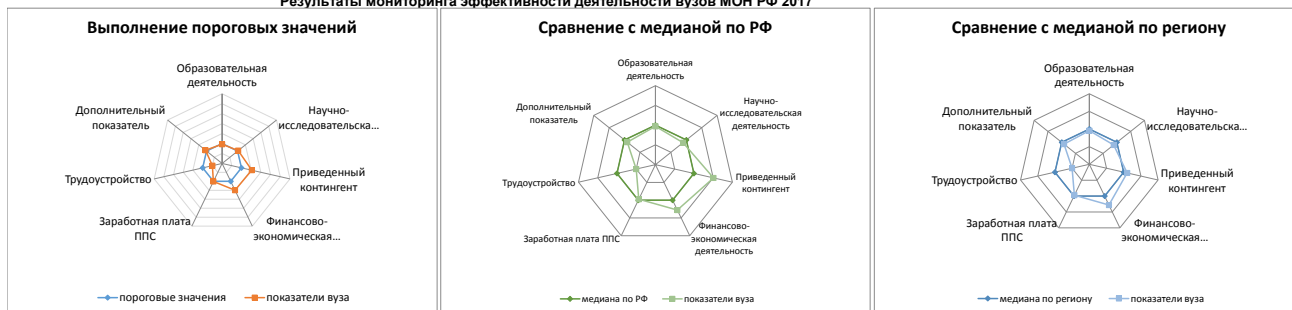 Результаты мониторинга эффективности деятельности вузов МОН РФ 2017
Выполнение пороговых значений
Образовательная
деятельность
Научно-
исследовательска...
Приведенный
контингент
Финансово-
экономическая...
Заработная плата
ППС
Трудоустройство
Дополнительный
показатель
пороговые значения
показатели вуза
Сравнение с медианой по РФ
Образовательная
деятельность
Научно-
исследовательская
деятельность
Приведенный
контингент
Финансово-
экономическая
деятельность
Заработная плата ППС
Трудоустройство
Дополнительный
показатель
медиана по РФ
показатели вуза
Сравнение с медианой по региону
Образовательная
деятельность
Научно-
исследовательска...
Приведенный
контингент
Финансово-
экономическая...
Заработная плата
ППС
Трудоустройство
Дополнительный
показатель
медиана по региону
показатели вуза